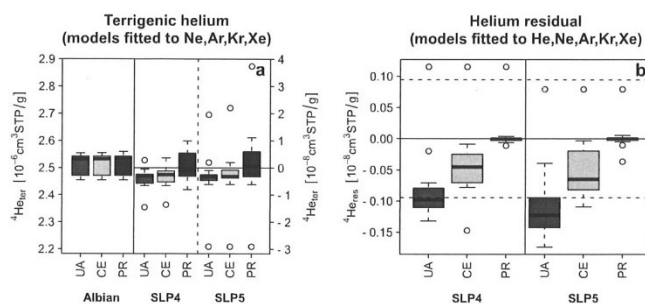 Terrigenic helium
(models fitted to Ne,Ar,Kr,Xe)
a
⁴He_ter [10⁻⁶cm³STP/g]
2.9
2.8
2.7
2.6
2.5
2.4
2.3
2.2
4
3
2
1
0
-1
-2
-3
⁴He_ter [10⁻⁸cm³STP/g]
UA CE PR UA CE PR UA CE PR
Albian SLP4 SLP5
Helium residual
(models fitted to He,Ne,Ar,Kr,Xe)
b
⁴He_res [10⁻⁸cm³STP/g]
0.10
0.05
-0.00
-0.05
-0.10
-0.15
UA CE PR UA CE PR
SLP4 SLP5